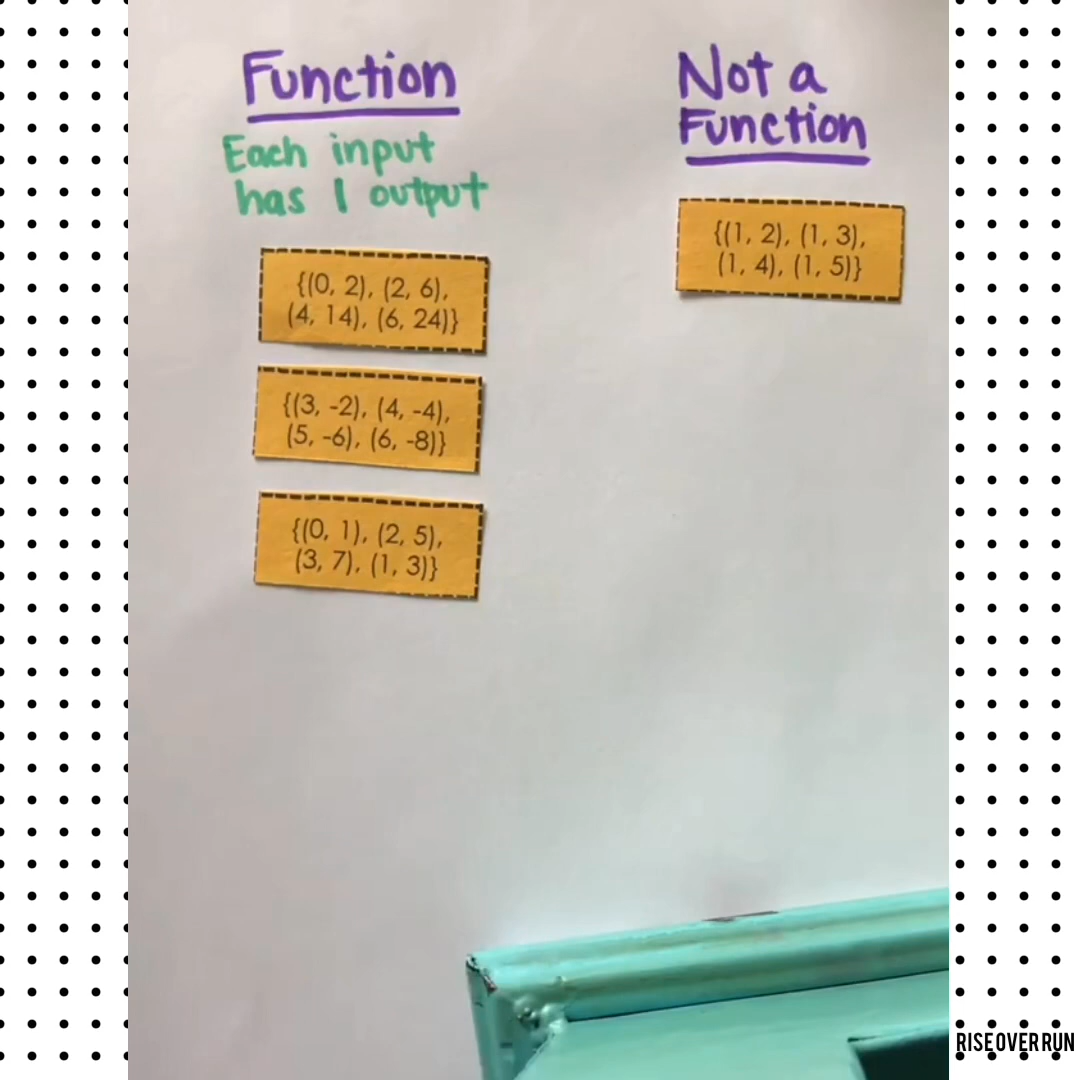 Function
Each input
has 1 output
{(0, 2), (2, 6),
(4, 14), (6, 24)}
{(3, -2), (4, -4),
(5, -6), (6, -8)}
{(0, 1), (2, 5),
(3, 7), (1, 3)}
Not a
Function
{(1, 2), (1, 3),
(1, 4), (1, 5)}
RISE OVER RUN